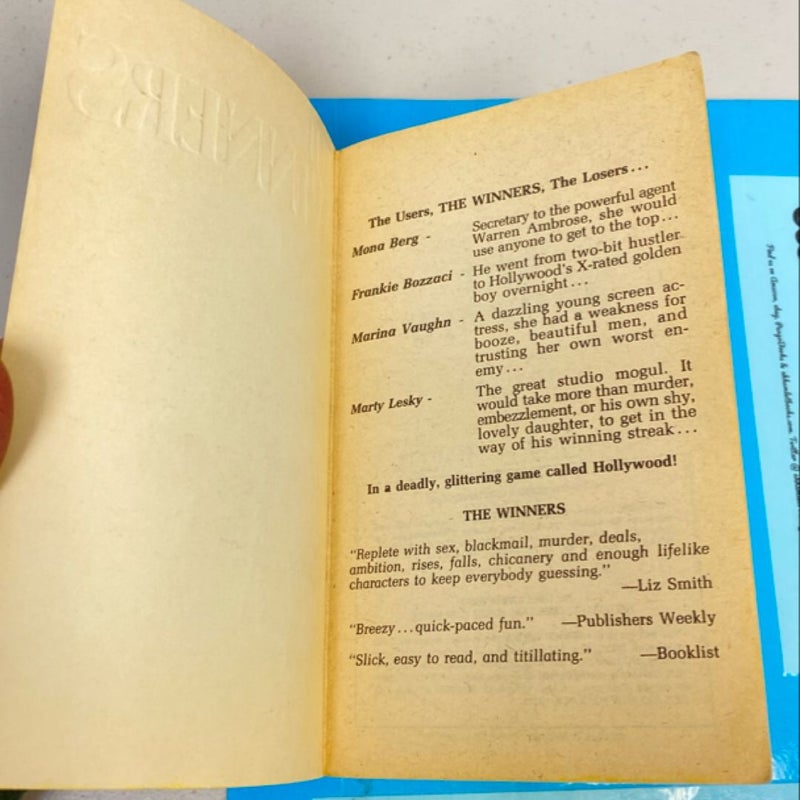 The Users, THE WINNERS, The Losers...
Mona Berg - Secretary to the powerful agent
Warren Ambrose, she would
use anyone to get to the top...
Frankie Bozzaci - He went from two-bit hustler
to Hollywood's X-rated golden
boy overnight...
Marina Vaughn - A dazzling young screen ac-
tress, she had a weakness for
booze, beautiful men, and
trusting her own worst en-
emy...
Marty Lesky - The great studio mogul. It
would take more than murder,
embezzlement, or his own shy,
lovely daughter, to get in the
way of his winning streak...
In a deadly, glittering game called Hollywood!
THE WINNERS
"Replete with sex, blackmail, murder, deals,
ambition, rises, falls, chicanery and enough lifelike
characters to keep everybody guessing."
—Liz Smith
"Breezy...quick-paced fun." —Publishers Weekly
"Slick, easy to read, and titillating." —Booklist